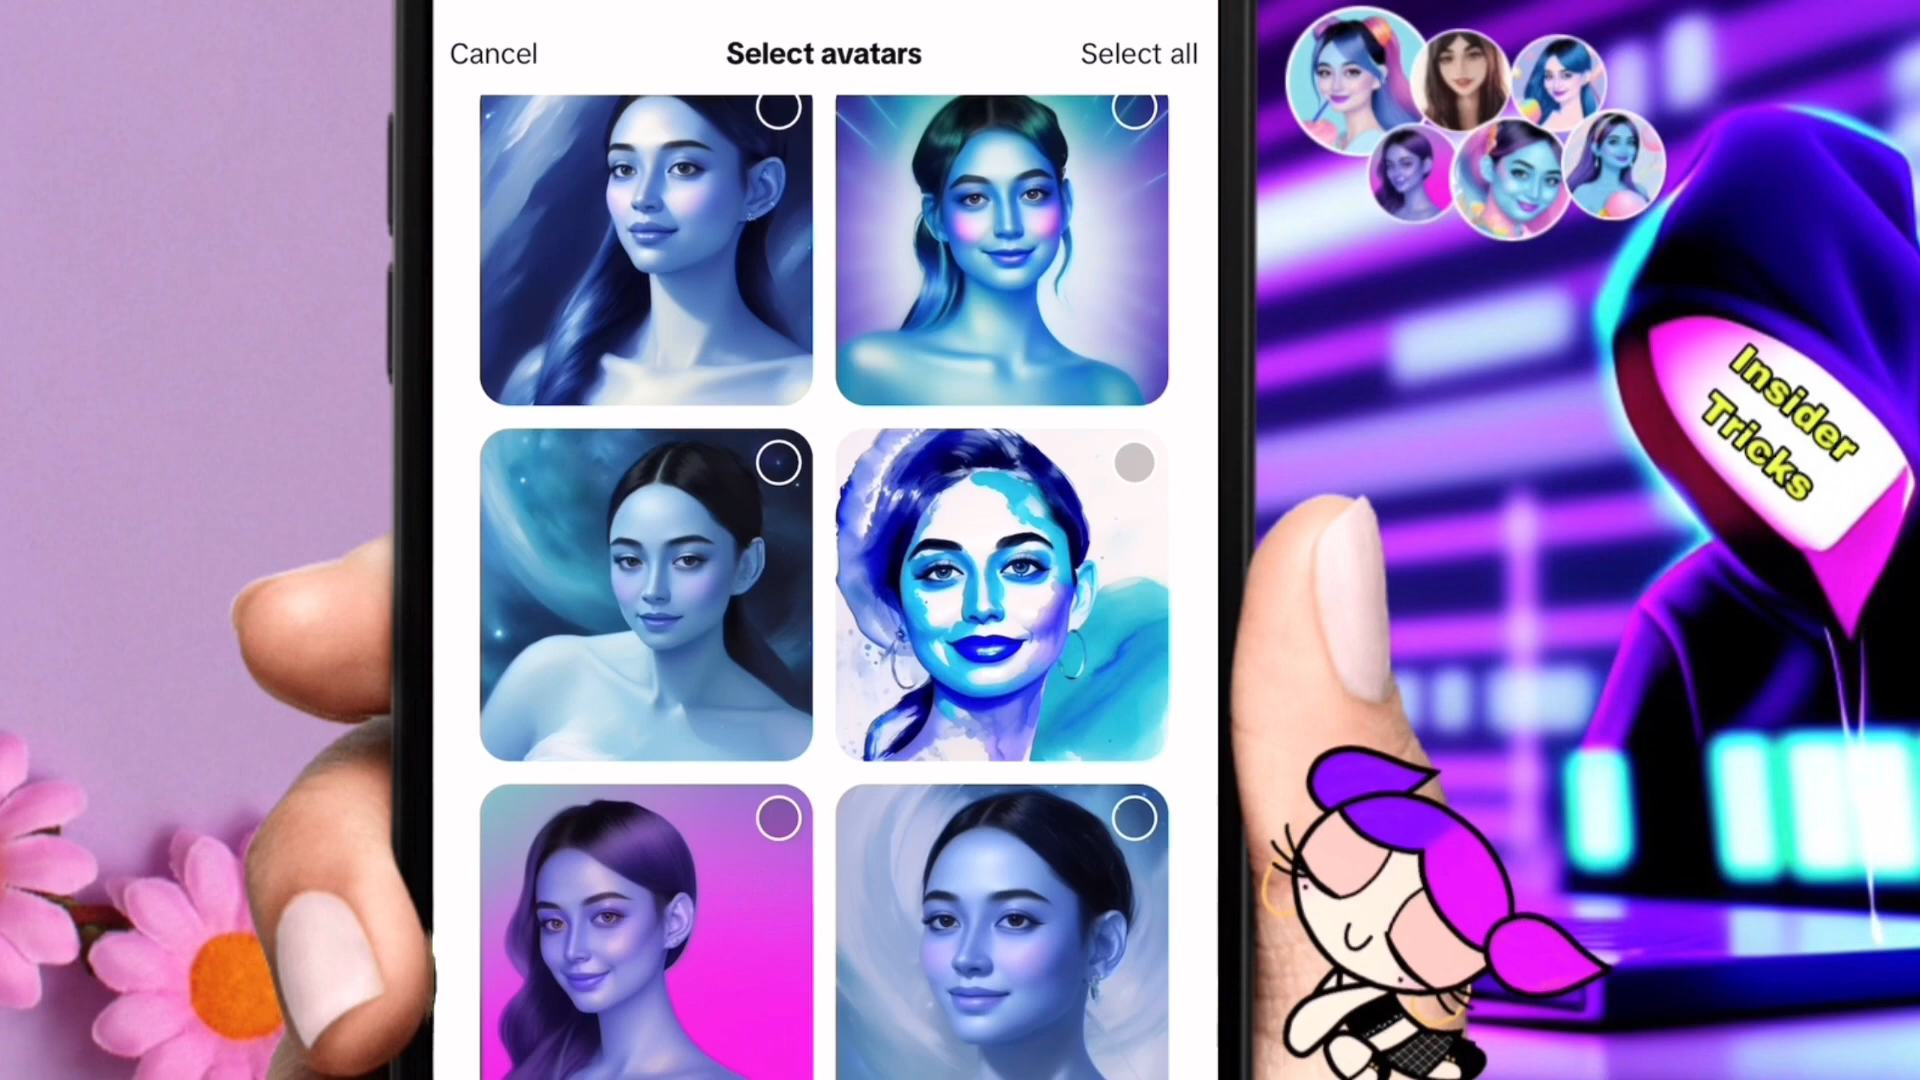 Cancel
Select avatars
Select all
Insider
Tricks